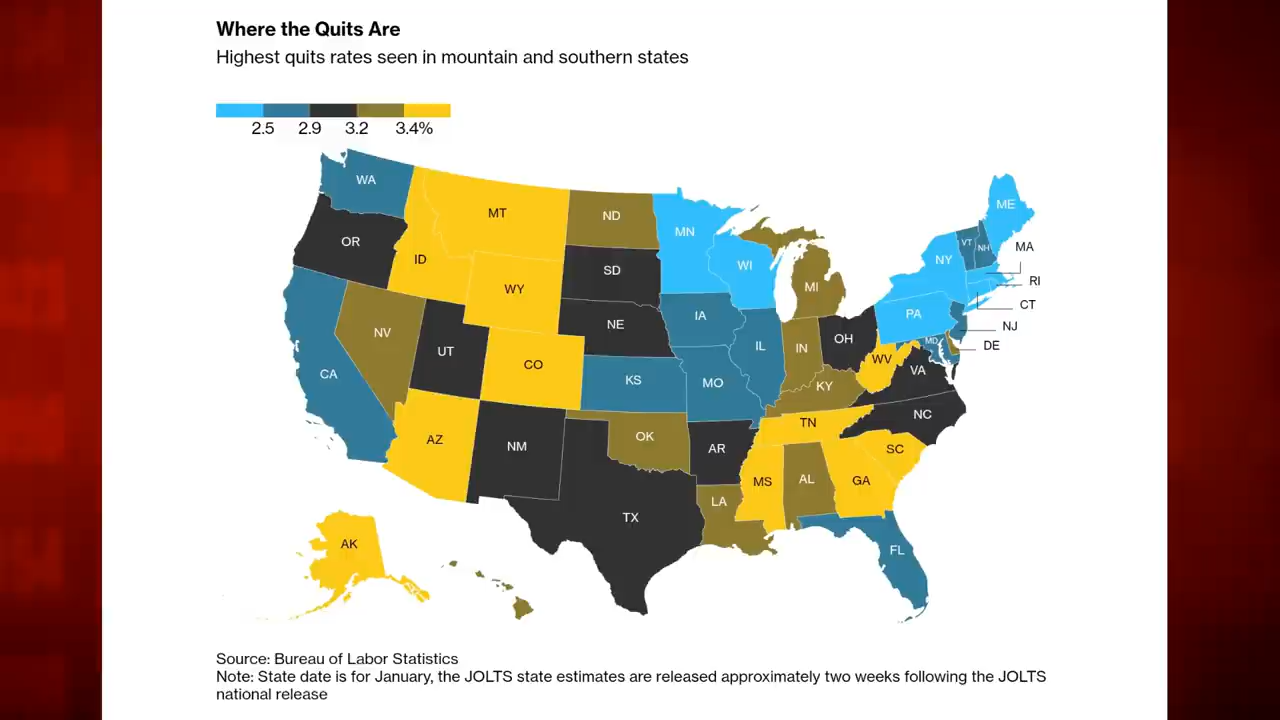 Where the Quits Are
Highest quits rates seen in mountain and southern states
2.5 2.9 3.2 3.4%
WA
ME
MT
ND
MN
VT
NH
MA
OR
ID
SD
WI
NY
RI
WY
MI
CT
NE
IA
PA
NJ
NV
UT
CO
IL
IN
OH
MD
DE
CA
KS
MO
KY
WV
VA
AZ
NM
OK
AR
TN
NC
SC
MS
AL
GA
LA
TX
AK
FL
Source: Bureau of Labor Statistics
Note: State date is for January, the JOLTS state estimates are released approximately two weeks following the JOLTS
national release